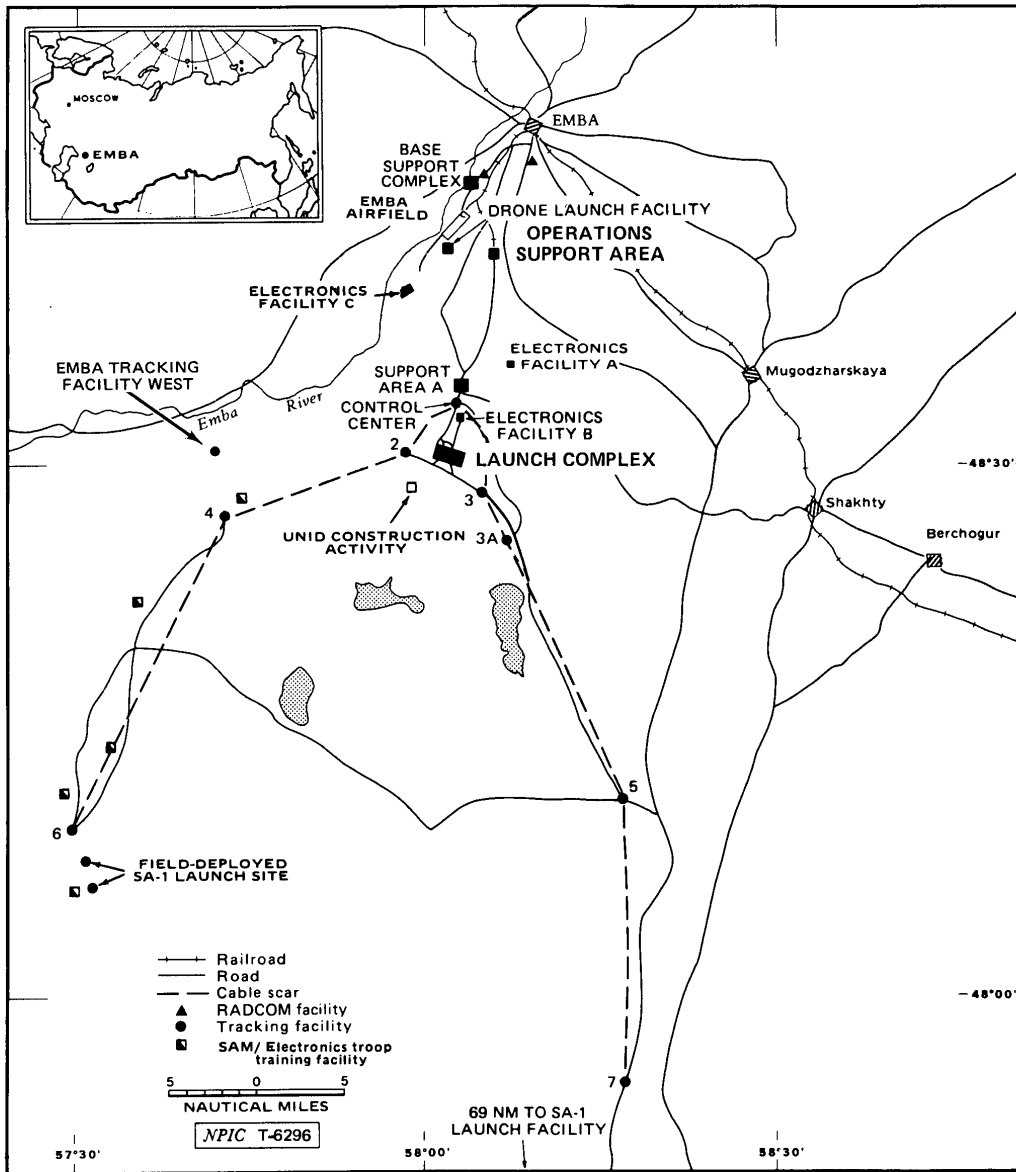 MOSCOW
EMBA
EMBA
BASE
SUPPORT
COMPLEX
EMBA
AIRFIELD
DRONE LAUNCH FACILITY
OPERATIONS
SUPPORT AREA
ELECTRONICS
FACILITY C
EMBA TRACKING
FACILITY WEST
Emba River
SUPPORT
AREA A
CONTROL
CENTER
ELECTRONICS
FACILITY A
ELECTRONICS
FACILITY B
Mugodzharskaya
2
LAUNCH COMPLEX
48°30'
3
4
UNID CONSTRUCTION
ACTIVITY
3A
Shakhty
Berchogur
5
6
FIELD-DEPLOYED
SA-1 LAUNCH SITE
Railroad
Road
Cable scar
RADCOM facility
Tracking facility
SAM/Electronics troop
training facility
48°00'
5 0 5
NAUTICAL MILES
NPIC T-6296
7
69 NM TO SA-1
LAUNCH FACILITY
57°30'
58°00'
58°30'